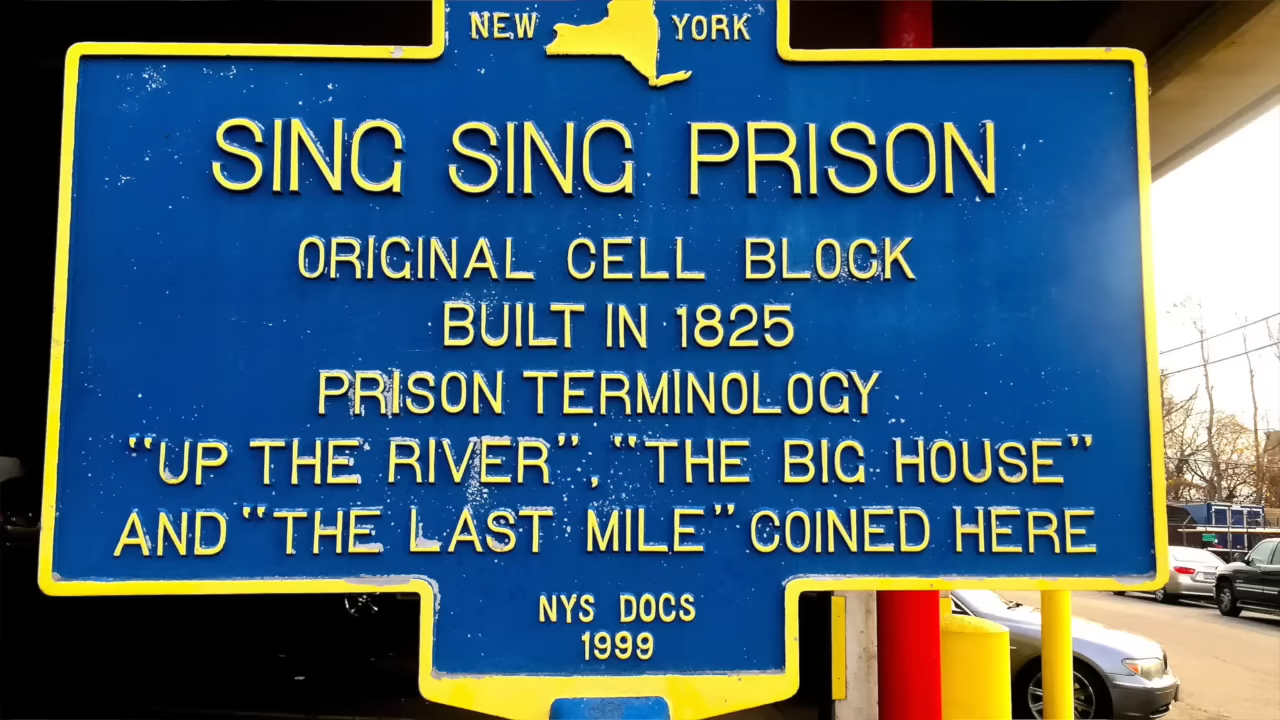 NEW YORK
SING SING PRISON
ORIGINAL CELL BLOCK
BUILT IN 1825
PRISON TERMINOLOGY
"UP THE RIVER", "THE BIG HOUSE"
AND "THE LAST MILE" COINED HERE
NYS DOCS
1999